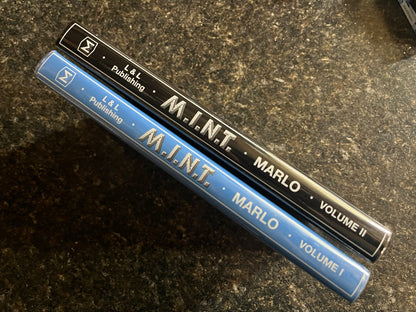 Σ
L & L
Publishing
· M.I.N.T. · MARLO · VOLUME II
Σ
L & L
Publishing
· M.I.N.T. · MARLO · VOLUME I